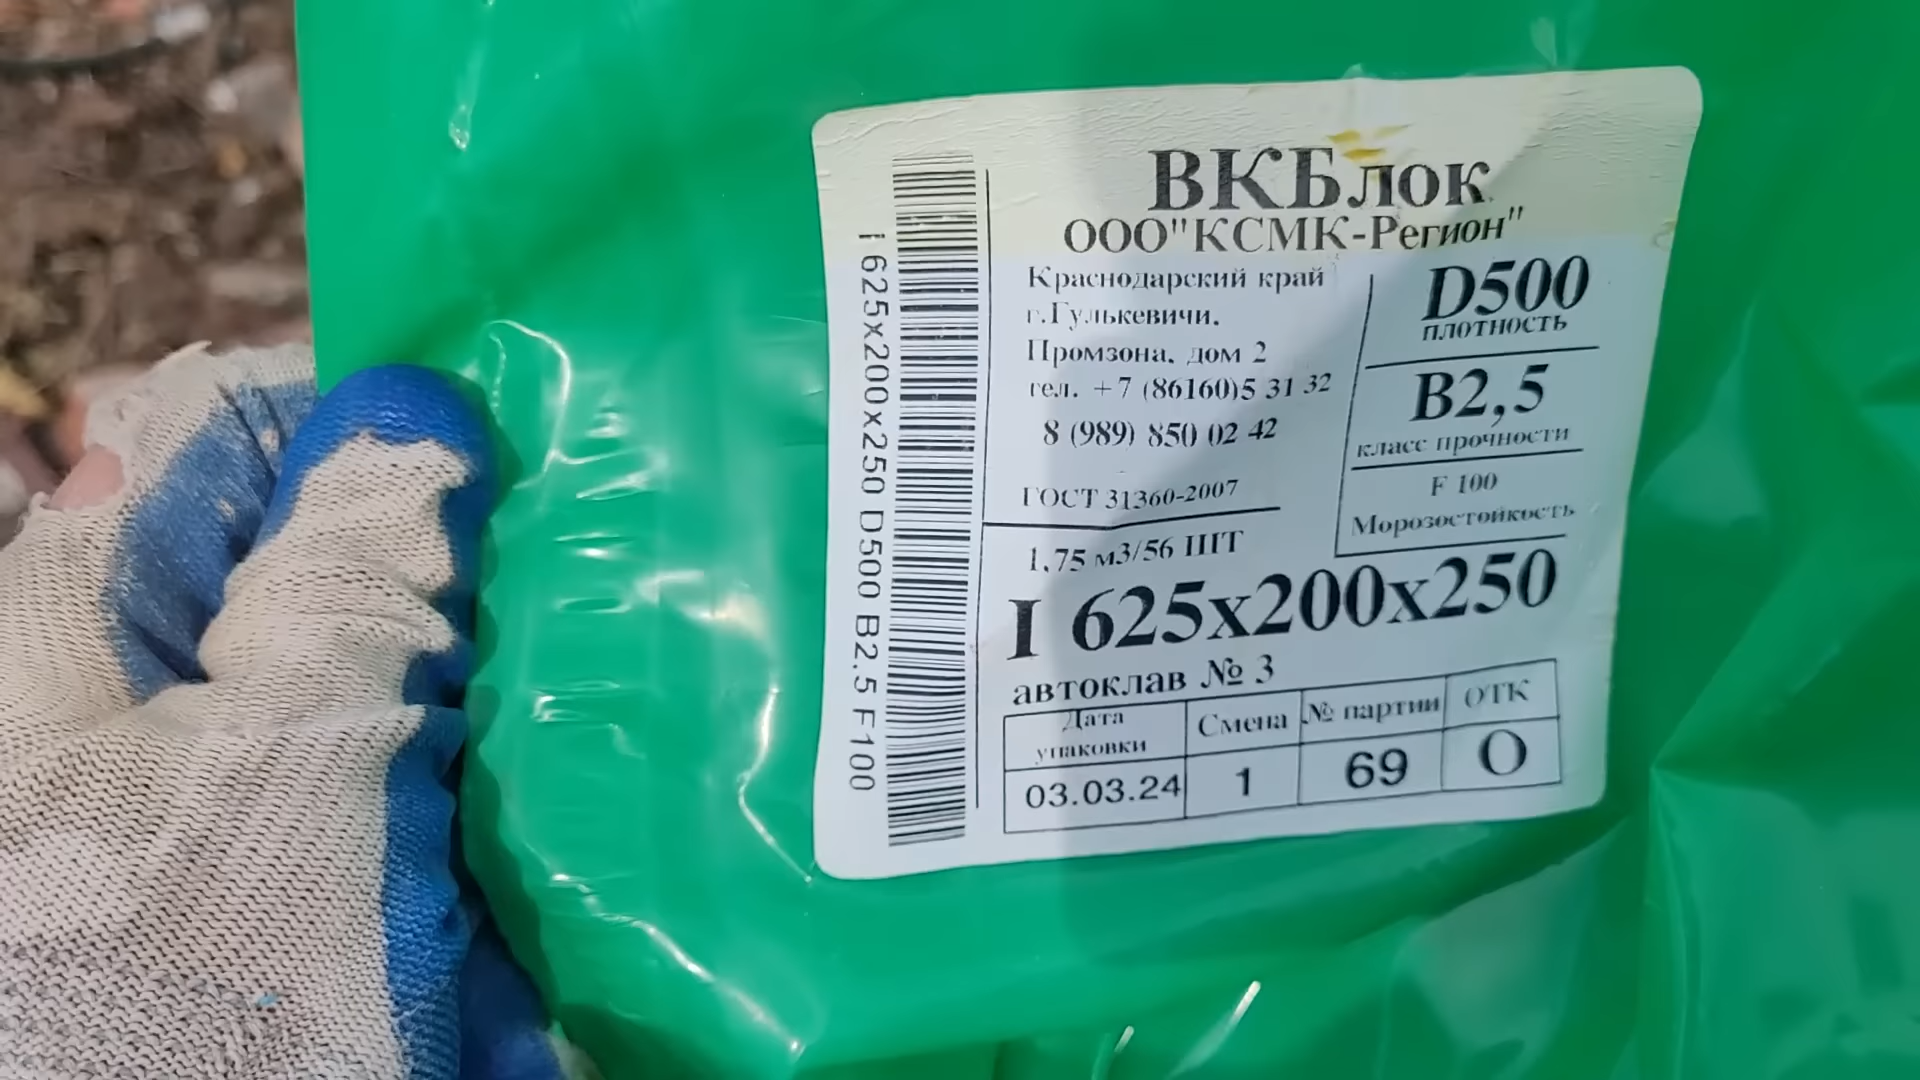 ВКБлок
ООО"КСМК-Регион"
Краснодарский край
г.Гулькевичи.
Промзона, дом 2
тел. +7 (86160)5 31 32
8 (989) 850 02 42
ГОСТ 31360-2007
D500
плотность
В2,5
класс прочности
F 100
Морозостойкость
1,75 м3/56 ШТ
I 625x200x250
автоклав № 3
Дата упаковки Смена № партии ОТК
03.03.24 1 69 О
I 625x200x250 D500 B2.5 F100